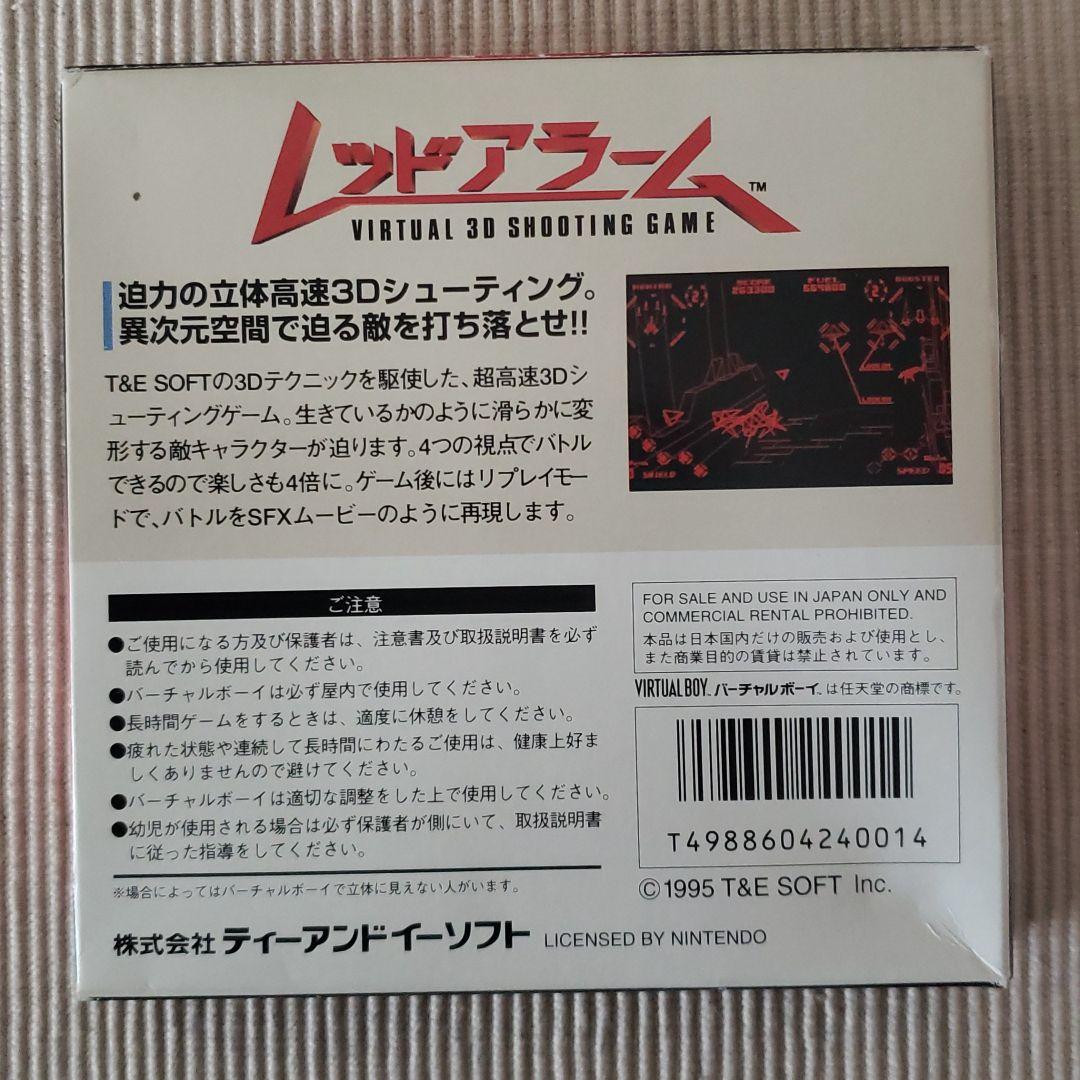 レッドアラーム™
VIRTUAL 3D SHOOTING GAME
迫力の立体高速3Dシューティング。
異次元空間で迫る敵を打ち落とせ!!
T&E SOFTの3Dテクニックを駆使した、超高速3Dシ
ューティングゲーム。生きているかのように滑らかに変
形する敵キャラクターが迫ります。4つの視点でバトル
できるので楽しさも4倍に。ゲーム後にはリプレイモー
ドで、バトルをSFXムービーのように再現します。
SCORE FUEL BOOSTER
263300
SHIELD SPEED
ご注意
●ご使用になる方及び保護者は、注意書及び取扱説明書を必ず
読んでから使用してください。
●バーチャルボーイは必ず屋内で使用してください。
●長時間ゲームをするときは、適度に休憩をしてください。
●疲れた状態や連続して長時間にわたるご使用は、健康上好ま
しくありませんので避けてください。
●バーチャルボーイは適切な調整をした上で使用してください。
●幼児が使用される場合は必ず保護者が側にいて、取扱説明書
に従った指導をしてください。
※場合によってはバーチャルボーイで立体に見えない人がいます。
株式会社 ティーアンドイーソフト LICENSED BY NINTENDO
FOR SALE AND USE IN JAPAN ONLY AND
COMMERCIAL RENTAL PROHIBITED.
本品は日本国内だけの販売および使用とし、
また商業目的の賃貸は禁止されています。
VIRTUAL BOY™ バーチャルボーイ™は任天堂の商標です。
T4988604240014
©1995 T&E SOFT Inc.